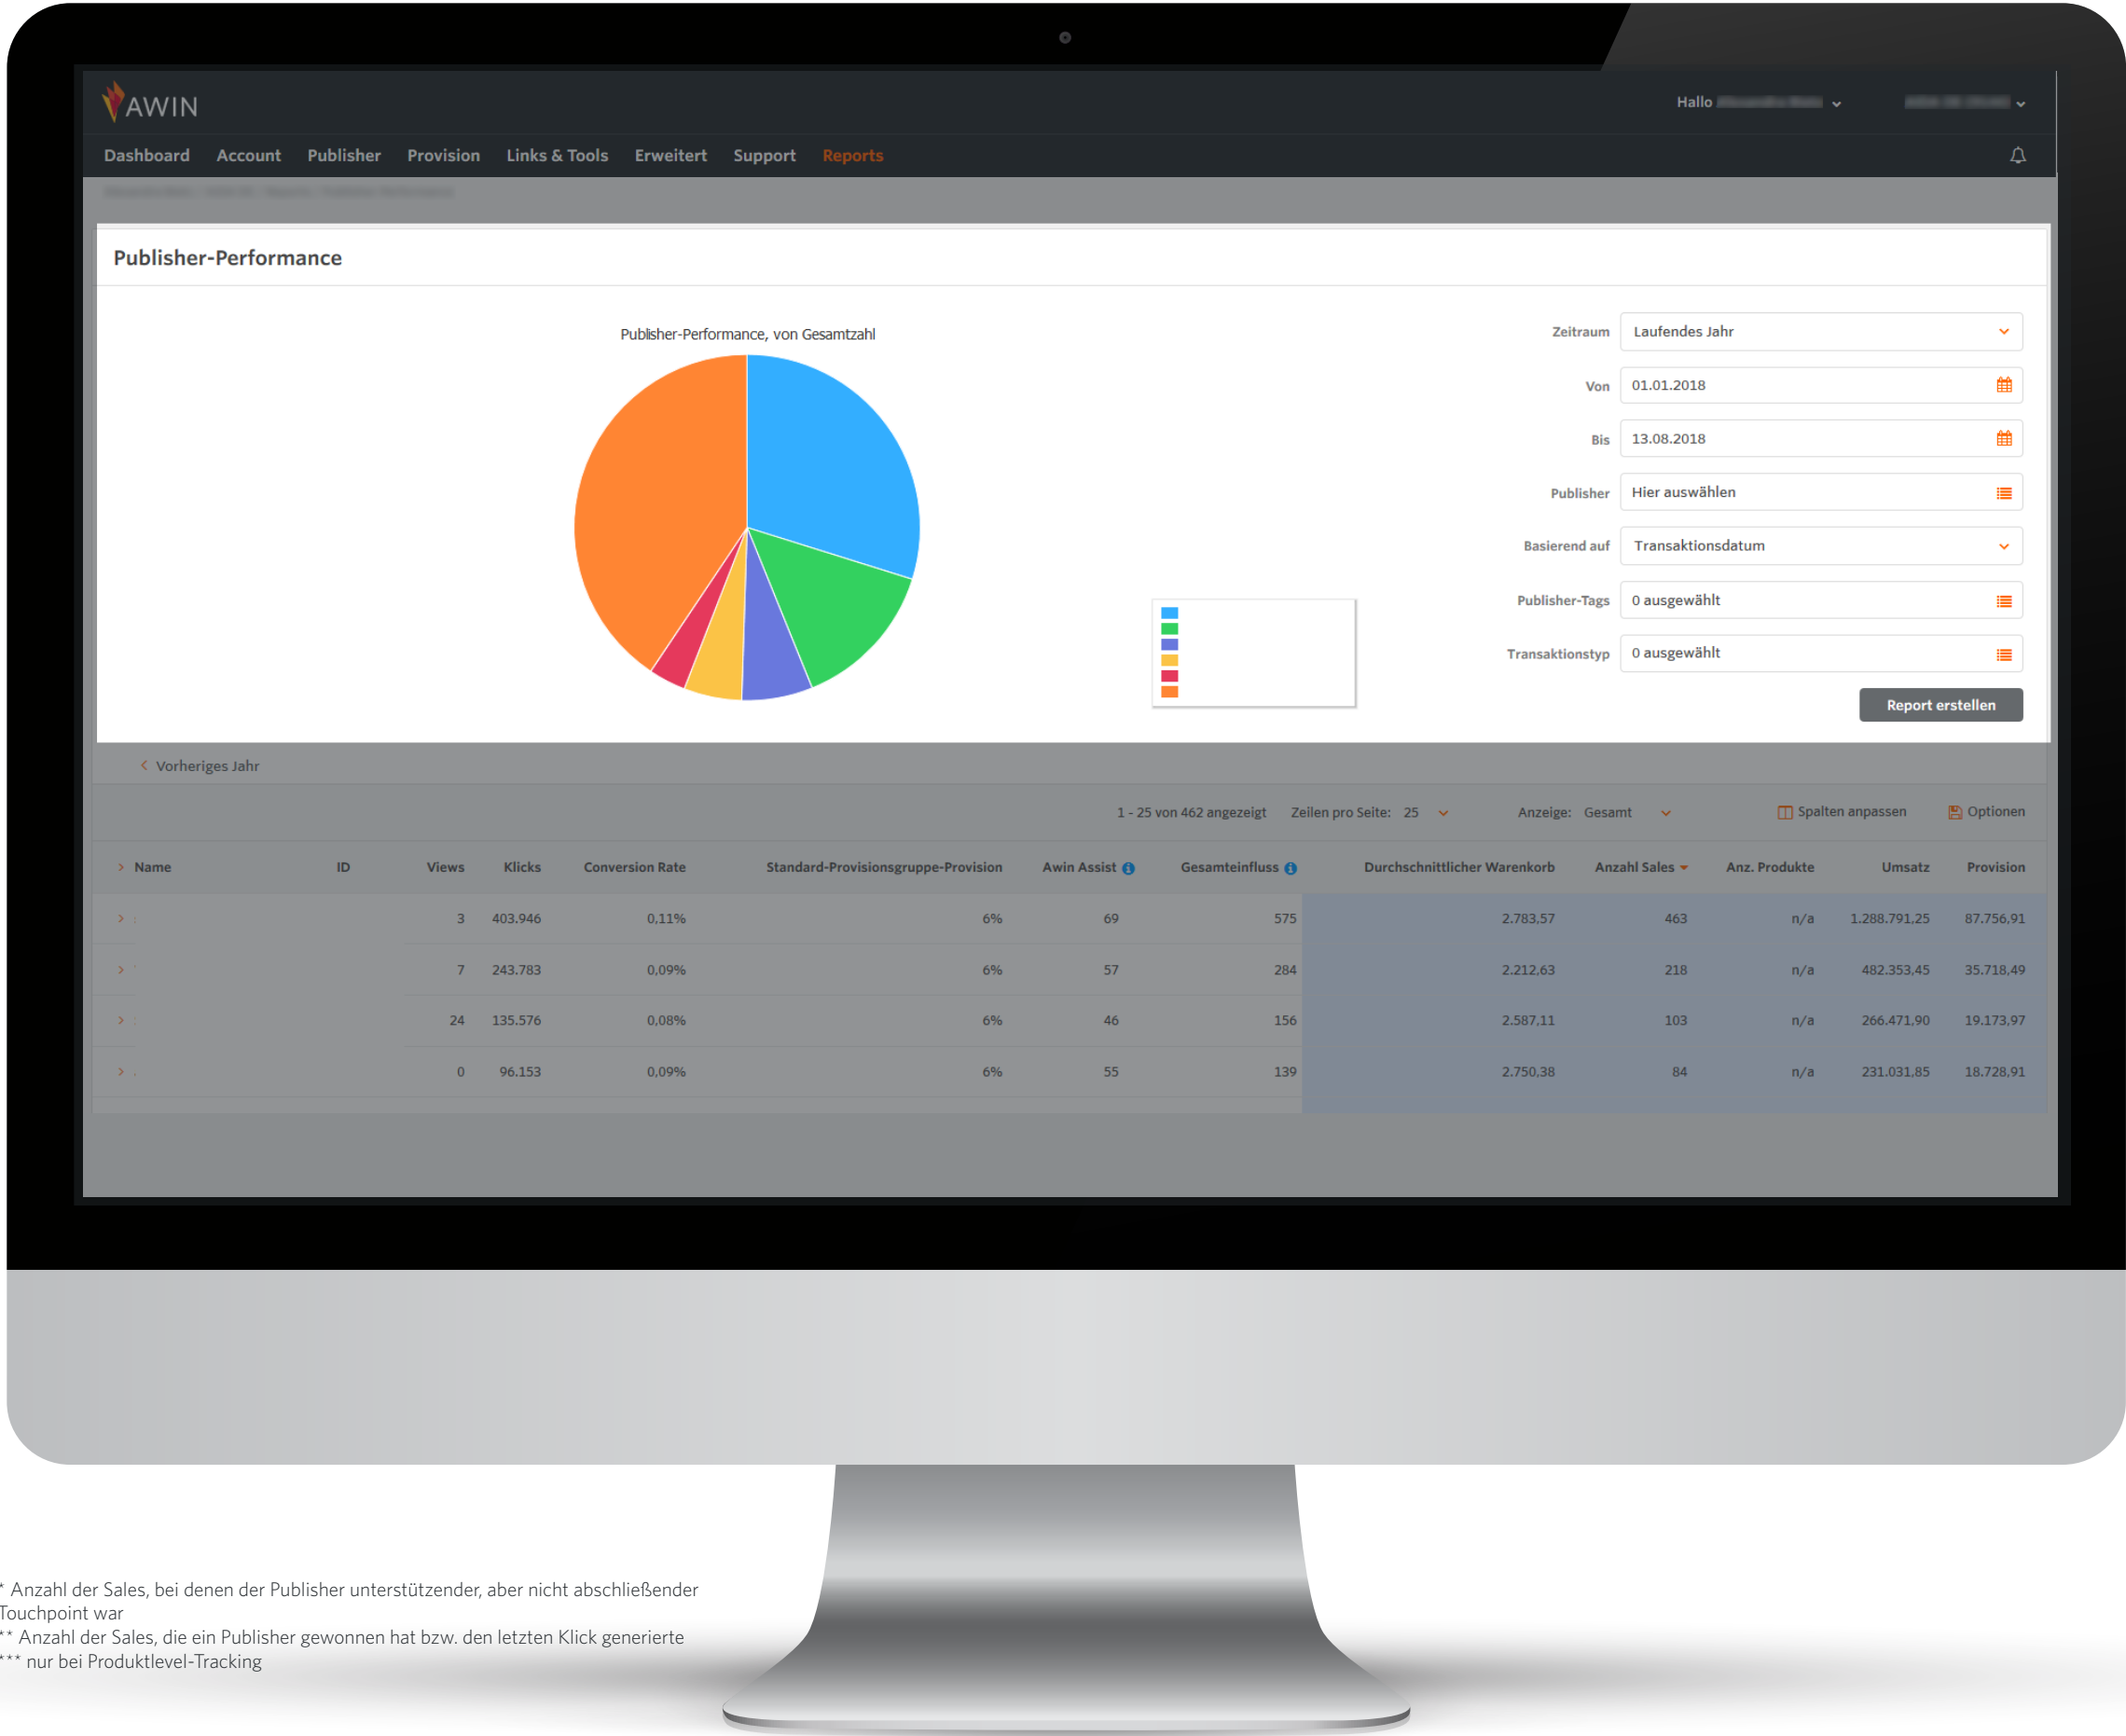 AWIN
Hallo
Dashboard Account Publisher Provision Links & Tools Erweitert Support Reports
Publisher-Performance
Publisher-Performance, von Gesamtzahl
Zeitraum Laufendes Jahr
Von 01.01.2018
Bis 13.08.2018
Publisher Hier auswählen
Basierend auf Transaktionsdatum
Publisher-Tags 0 ausgewählt
Transaktionstyp 0 ausgewählt
Report erstellen
Vorheriges Jahr
1 - 25 von 462 angezeigt Zeilen pro Seite: 25 Anzeige: Gesamt Spalten anpassen Optionen
Name ID Views Klicks Conversion Rate Standard-Provisionsgruppe-Provision Awin Assist Gesamteinfluss Durchschnittlicher Warenkorb Anzahl Sales Anz. Produkte Umsatz Provision
3 403.946 0,11% 6% 69 575 2.783,57 463 n/a 1.288.791,25 87.756,91
7 243.783 0,09% 6% 57 284 2.212,63 218 n/a 482.353,45 35.718,49
24 135.576 0,08% 6% 46 156 2.587,11 103 n/a 266.471,90 19.173,97
0 96.153 0,09% 6% 55 139 2.750,38 84 n/a 231.031,85 18.728,91
* Anzahl der Sales, bei denen der Publisher unterstützender, aber nicht abschließender
Touchpoint war
** Anzahl der Sales, die ein Publisher gewonnen hat bzw. den letzten Klick generierte
*** nur bei Produktlevel-Tracking